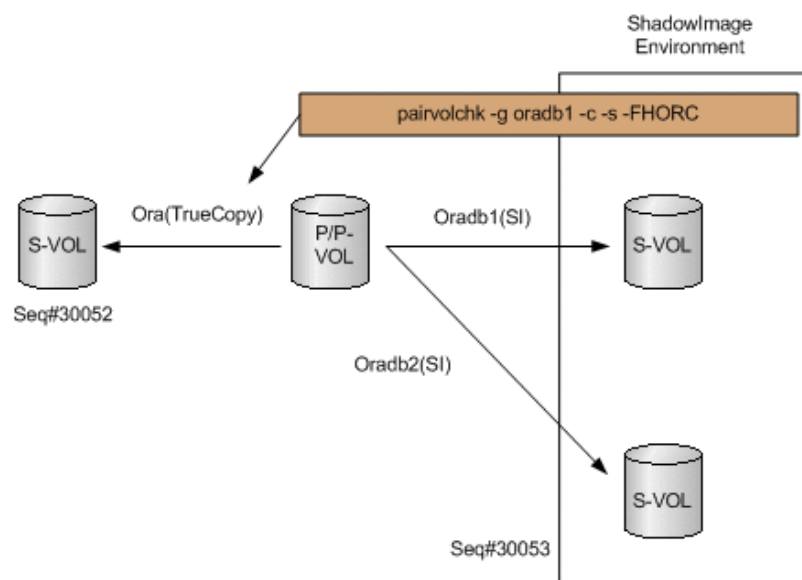 ShadowImage
Environment
pairvolchk -g oradb1 -c -s -FHORC
Ora(TrueCopy)
Oradb1(SI)
S-VOL
P/P-
VOL
S-VOL
Seq#30052
Oradb2(SI)
S-VOL
Seq#30053